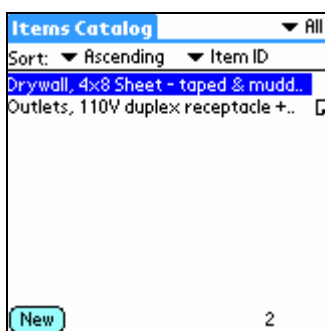 Items Catalog All
Sort: Ascending Item ID
Drywall, 4x8 Sheet - taped & mudd..
Outlets, 110V duplex receptacle +..
New 2